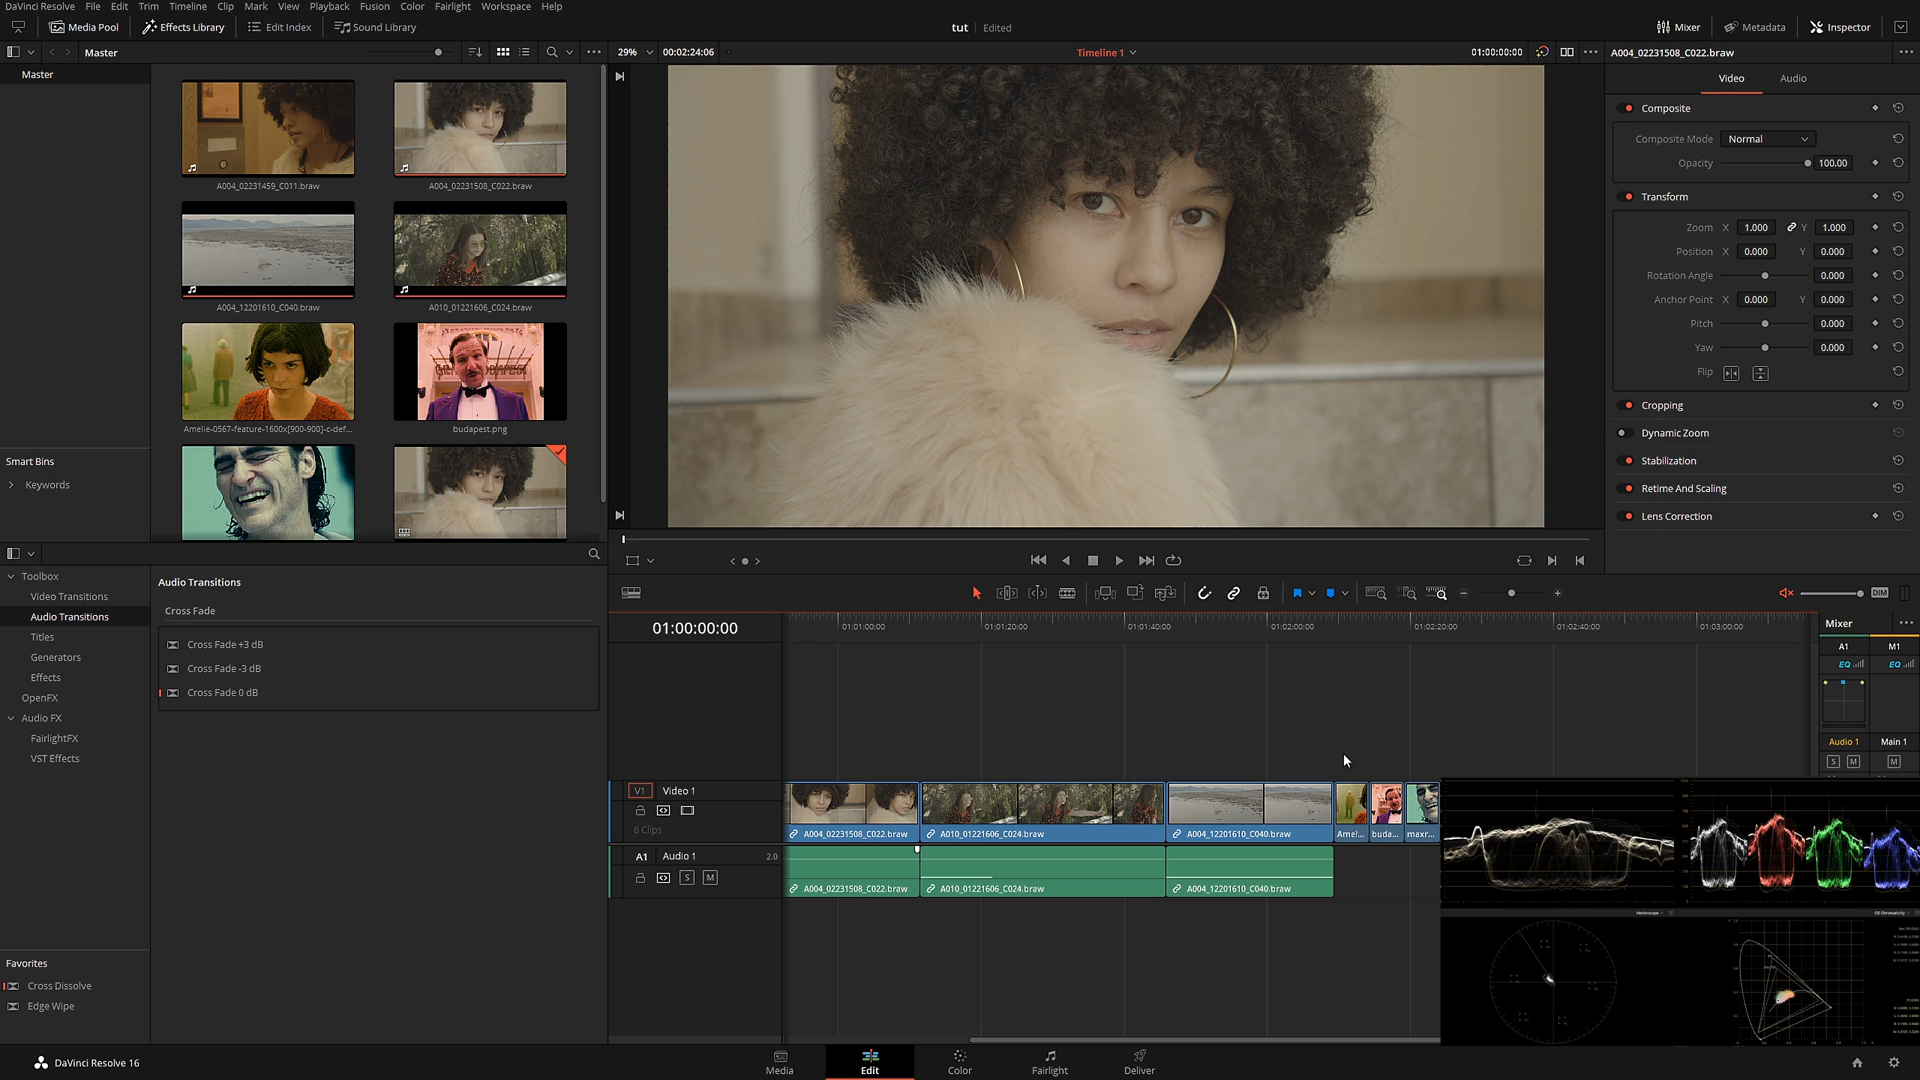 DaVinci Resolve File Edit Trim Timeline Clip Mark View Playback Fusion Color Fairlight Workspace Help
Media Pool Effects Library Edit Index Sound Library tut Edited Mixer Metadata Inspector
Master 29% 00:02:24:06 Timeline 1 01:00:00:00 A004_02231508_C022.braw
Master
Video Audio
Composite
Composite Mode Normal
Opacity 100.00
A004_02231459_C011.braw A004_02231508_C022.braw
Transform
Zoom X 1.000 Y 1.000
Position X 0.000 Y 0.000
Rotation Angle 0.000
Anchor Point X 0.000 Y 0.000
A004_12201610_C040.braw A010_01221606_C024.braw
Pitch 0.000
Yaw 0.000
Flip
Cropping
Amelie-0567-feature-1600x[900-900]-c-def... budapest.png
Dynamic Zoom
Stabilization
Retime And Scaling
Lens Correction
Smart Bins
Keywords
Toolbox
Video Transitions
Audio Transitions
Titles
Generators
Effects
OpenFX
Audio FX
FairlightFX
VST Effects
Favorites
Cross Dissolve
Edge Wipe
Audio Transitions
Cross Fade
Cross Fade +3 dB
Cross Fade -3 dB
Cross Fade 0 dB
DIM
01:00:00:00 01:01:00:00 01:01:20:00 01:01:40:00 01:02:00:00 01:02:20:00 01:02:40:00 01:03:00:00
Mixer
A1 M1
EQ EQ
Audio 1 Main 1
S M M
V1 Video 1
6 Clips
A004_02231508_C022.braw A010_01221606_C024.braw A004_12201610_C040.braw Amel... buda... maxr...
A1 Audio 1 2.0
S M
A004_02231508_C022.braw A010_01221606_C024.braw A004_12201610_C040.braw
Vectorscope CIE Chromaticity
DaVinci Resolve 16
Media Edit Color Fairlight Deliver